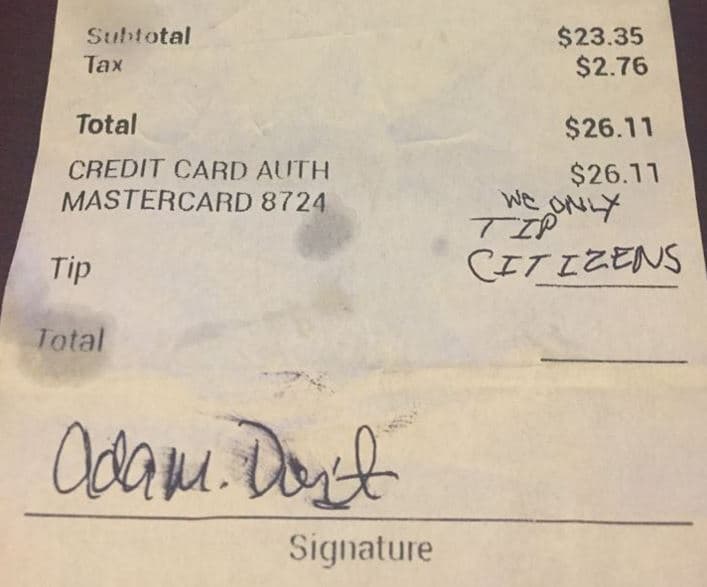 Subtotal $23.35
Tax $2.76
Total $26.11
CREDIT CARD AUTH $26.11
MASTERCARD 8724
We ONLY
TIP
CITIZENS
Tip
Total
Adam.
Signature